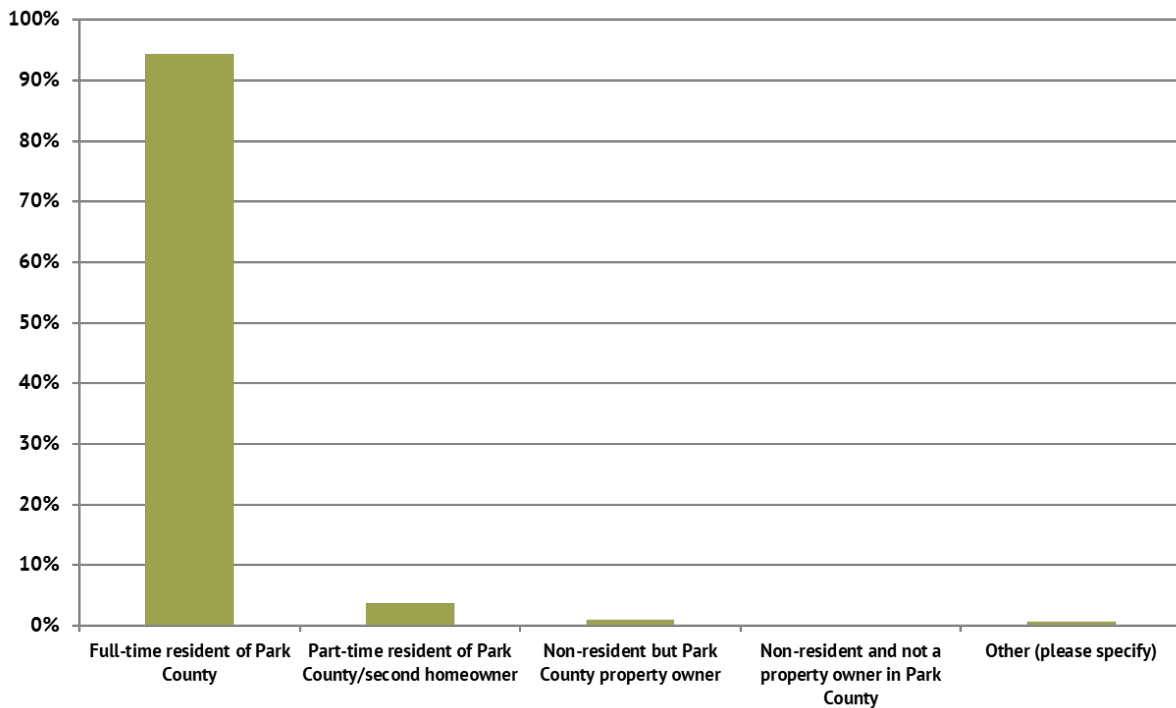 100%
90%
80%
70%
60%
50%
40%
30%
20%
10%
0%
Full-time resident of Park
County
Part-time resident of Park
County/second homeowner
Non-resident but Park
County property owner
Non-resident and not a
property owner in Park
County
Other (please specify)